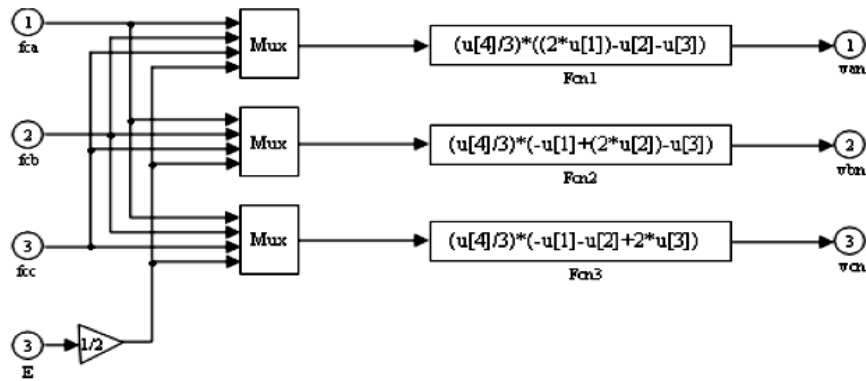 1
fca
Mux
(u[4]/3)*((2*u[1])-u[2]-u[3])
Fcn1
1
van
2
fcb
Mux
(u[4]/3)*(-u[1]+(2*u[2])-u[3])
Fcn2
2
vbn
3
fcc
Mux
(u[4]/3)*(-u[1]-u[2]+2*u[3])
Fcn3
3
vcn
3
E
1/2